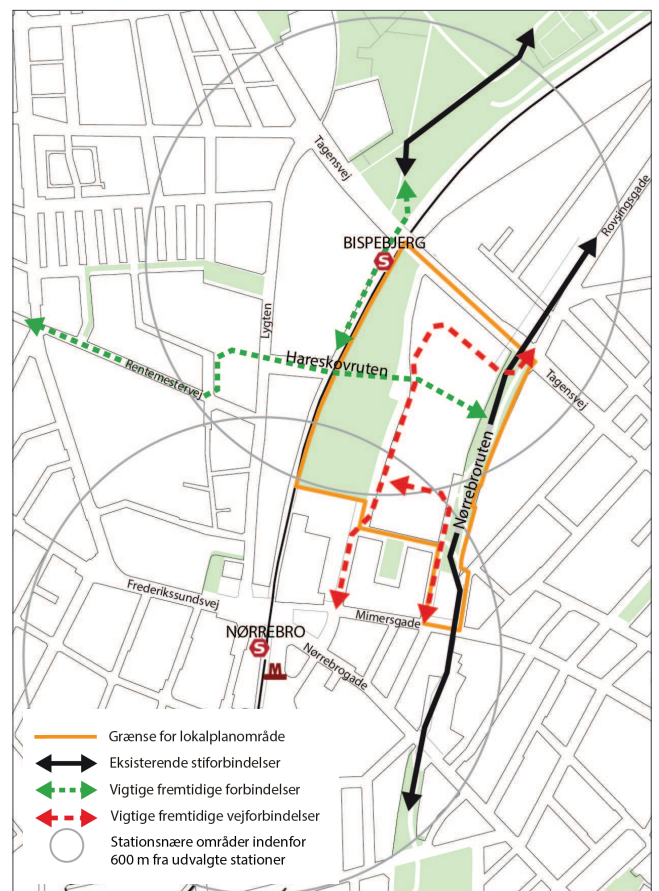 Tagensvej
Rovsingsgade
BISPEBJERG
S
Lygten
Hareskovruten
Rentemestervej
Tagensvej
Nørrebroruten
Frederikssundsvej
Mimersgade
NØRREBRO
S
M
Nørrebrogade
Grænse for lokalplanområde
Eksisterende stiforbindelser
Vigtige fremtidige forbindelser
Vigtige fremtidige vejforbindelser
Stationsnære områder indenfor
600 m fra udvalgte stationer